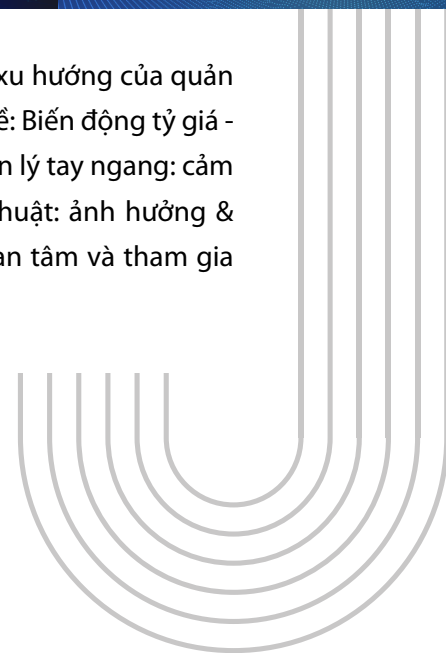 xu hướng của quản
ề: Biến động tỷ giá -
n lý tay ngang: cảm
huật: ảnh hưởng &
an tâm và tham gia